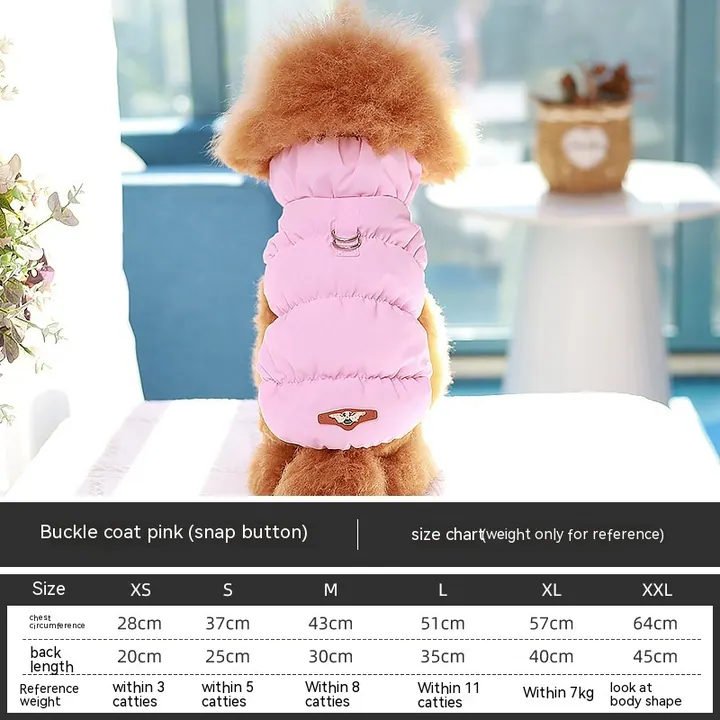 Buckle coat pink (snap button)
size chart(weight only for reference)
Size XS S M L XL XXL
chest
circumference 28cm 37cm 43cm 51cm 57cm 64cm
back
length 20cm 25cm 30cm 35cm 40cm 45cm
Reference within 3 within 5 Within 8 Within 11 Within 7kg look at
weight catties catties catties catties body shape